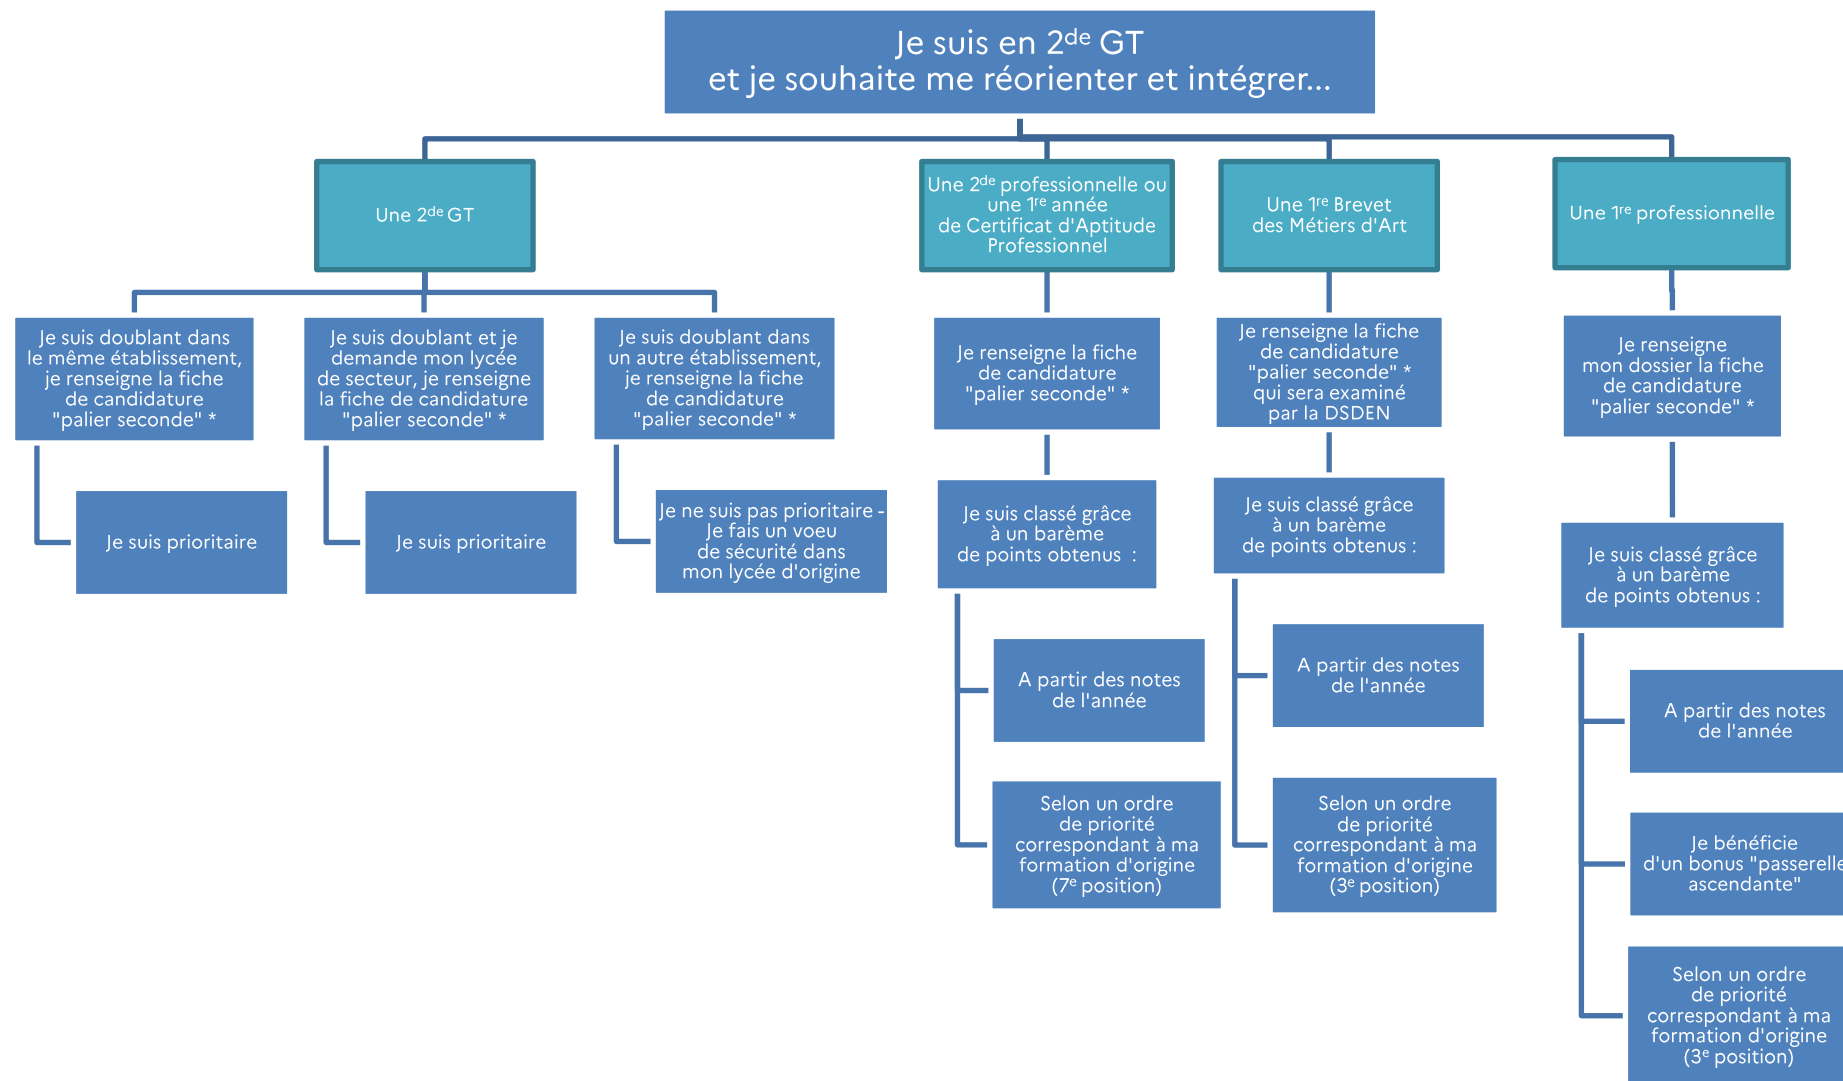 Je suis en 2de GT
et je souhaite me réorienter et intégrer...
Une 2de GT
Je suis doublant dans
le même établissement,
je renseigne la fiche
de candidature
"palier seconde" *
Je suis prioritaire
Je suis doublant et je
demande mon lycée
de secteur, je renseigne
la fiche de candidature
"palier seconde" *
Je suis prioritaire
Je suis doublant dans
un autre établissement,
je renseigne la fiche
de candidature
"palier seconde" *
Je ne suis pas prioritaire -
Je fais un voeu
de sécurité dans
mon lycée d'origine
Une 2de professionnelle ou
une 1re année
de Certificat d'Aptitude
Professionnel
Je renseigne la fiche
de candidature
"palier seconde" *
Je suis classé grâce
à un barème
de points obtenus :
A partir des notes
de l'année
Selon un ordre
de priorité
correspondant à ma
formation d'origine
(7e position)
Une 1re Brevet
des Métiers d'Art
Je renseigne la fiche
de candidature
"palier seconde" *
qui sera examiné
par la DSDEN
Je suis classé grâce
à un barème
de points obtenus :
A partir des notes
de l'année
Selon un ordre
de priorité
correspondant à ma
formation d'origine
(3e position)
Une 1re professionnelle
Je renseigne
mon dossier la fiche
de candidature
"palier seconde" *
Je suis classé grâce
à un barème
de points obtenus :
A partir des notes
de l'année
Je bénéficie
d'un bonus "passerelle
ascendante"
Selon un ordre
de priorité
correspondant à ma
formation d'origine
(3e position)